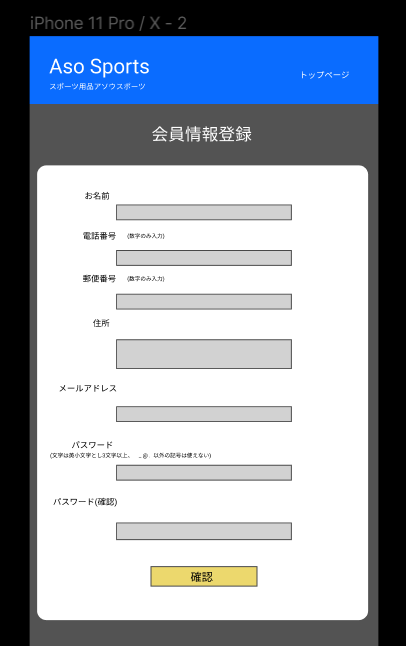 iPhone 11 Pro / X - 2
Aso Sports
スポーツ用品アソウスポーツ
トップページ
会員情報登録
お名前
電話番号 (数字のみ入力)
郵便番号 (数字のみ入力)
住所
メールアドレス
パスワード
(文字は英小文字とし3文字以上、 _ @ . 以外の記号は使えない)
パスワード(確認)
確認